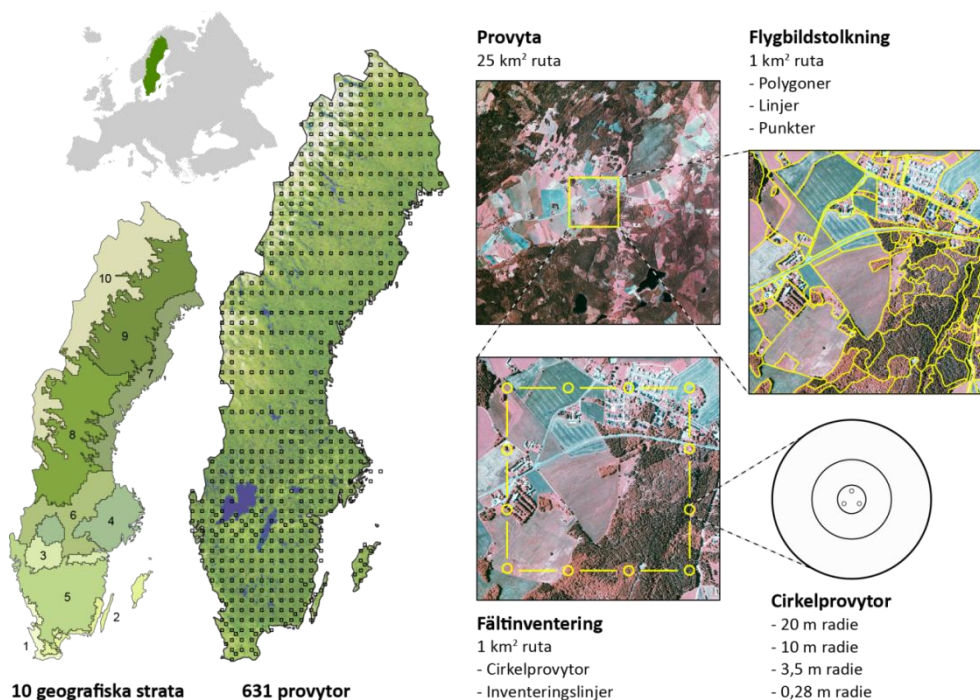 Provyta
25 km² ruta
Flygbildstolkning
1 km² ruta
- Polygoner
- Linjer
- Punkter
10
9
7
8
6
4
3
5
2
1
10 geografiska strata
631 provytor
Fältinventering
1 km² ruta
- Cirkelprovytor
- Inventeringslinjer
Cirkelprovytor
- 20 m radie
- 10 m radie
- 3,5 m radie
- 0,28 m radie